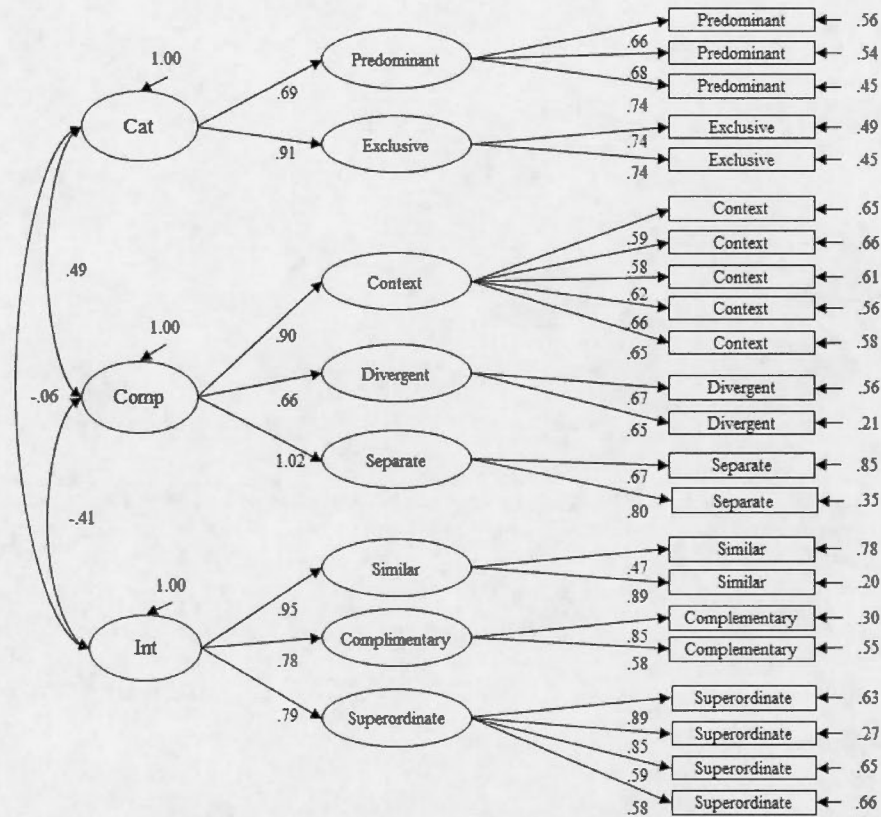 1.00
Cat
.69
.91
Predominant
Exclusive
.66
.68
.74
.74
.74
Predominant
Predominant
Predominant
Exclusive
Exclusive
.56
.54
.45
.49
.45
.49
-.06
-.41
1.00
Comp
.90
.66
1.02
Context
Divergent
Separate
.59
.58
.62
.66
.65
.67
.65
.67
.80
Context
Context
Context
Context
Context
Divergent
Divergent
Separate
Separate
.65
.66
.61
.56
.58
.56
.21
.85
.35
1.00
Int
.95
.78
.79
Similar
Complimentary
Superordinate
.47
.89
.85
.58
.89
.85
.59
.58
Similar
Similar
Complementary
Complementary
Superordinate
Superordinate
Superordinate
Superordinate
.78
.20
.30
.55
.63
.27
.65
.66